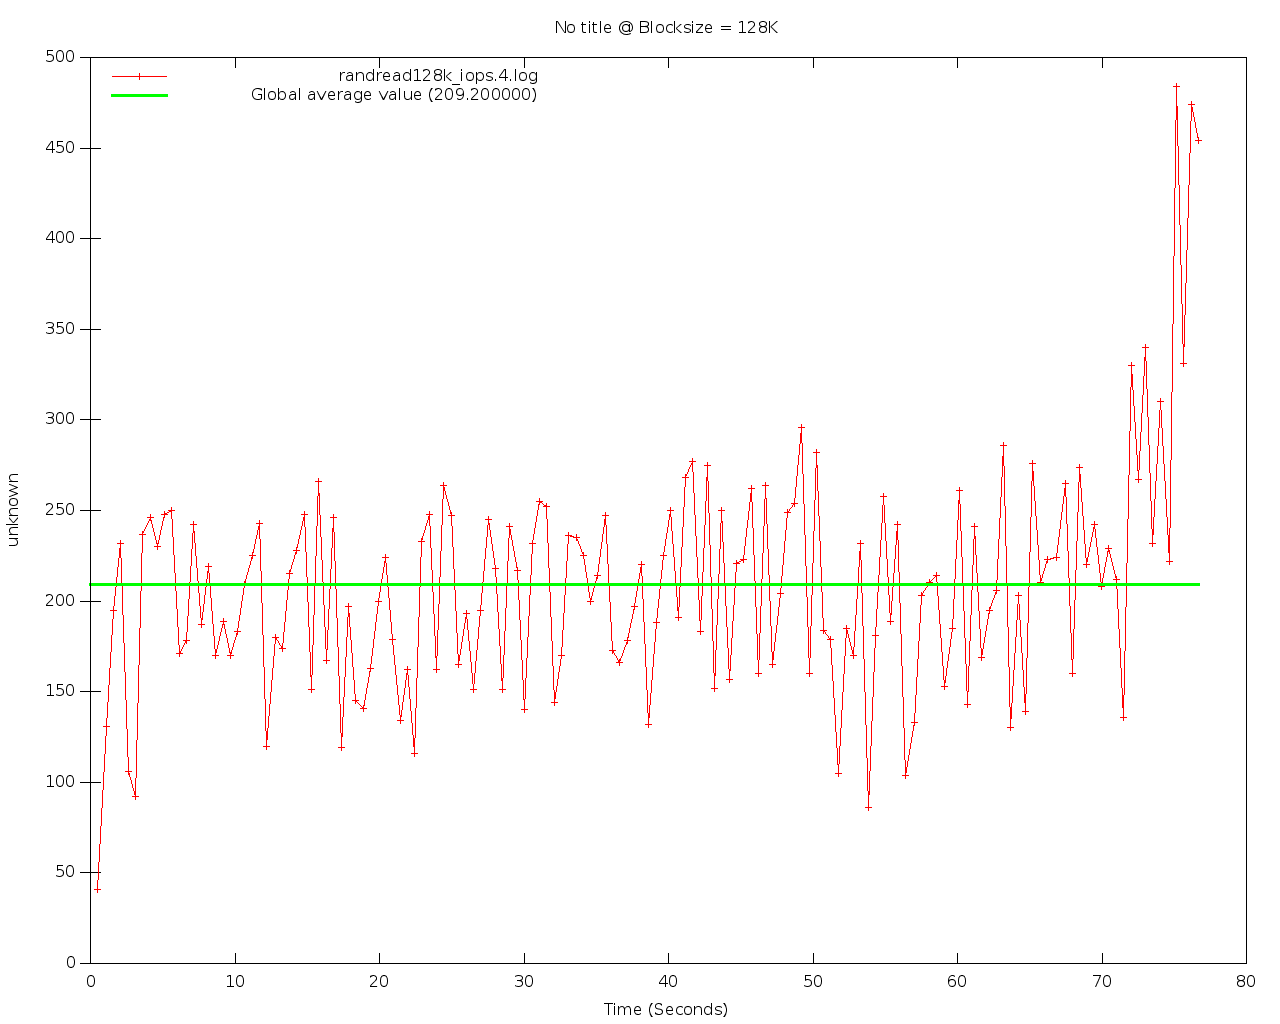 No title @ Blocksize = 128K
500
450
400
350
300
250
200
150
100
50
0
randread128k_iops.4.log
Global average value (209.200000)
unknown
0 10 20 30 40 50 60 70 80
Time (Seconds)